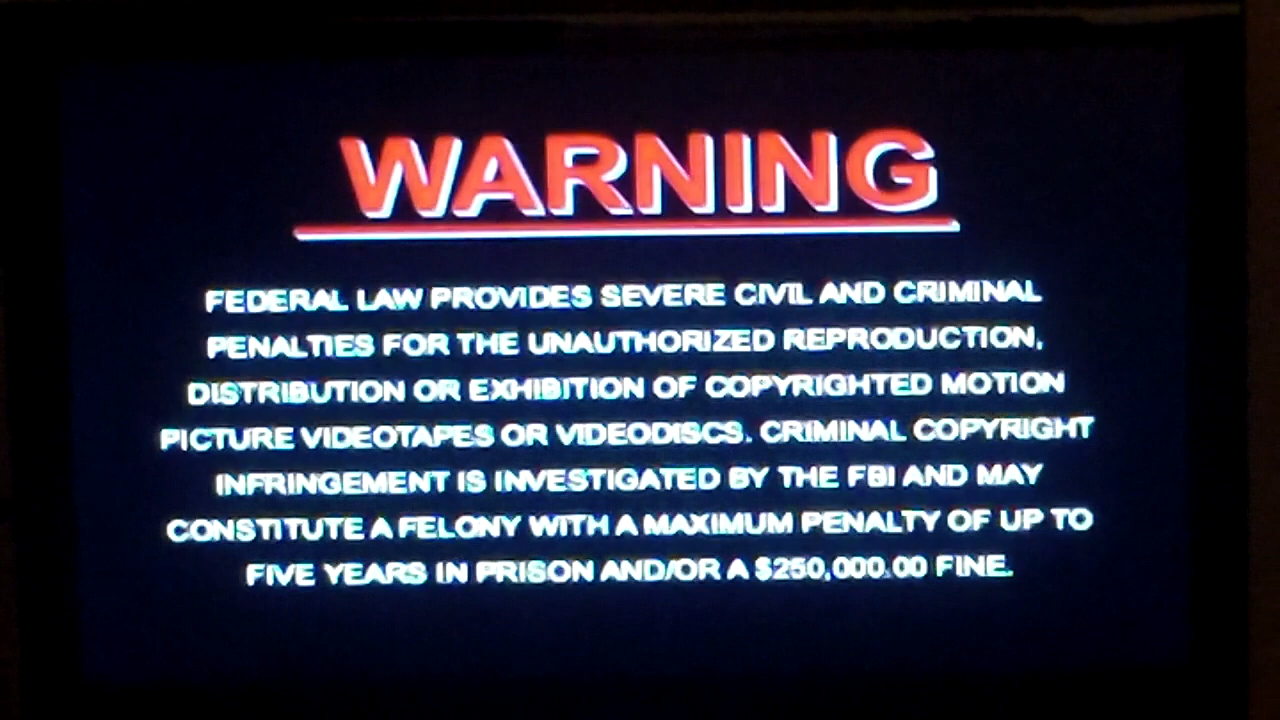 WARNING
FEDERAL LAW PROVIDES SEVERE CIVIL AND CRIMINAL
PENALTIES FOR THE UNAUTHORIZED REPRODUCTION,
DISTRIBUTION OR EXHIBITION OF COPYRIGHTED MOTION
PICTURE VIDEOTAPES OR VIDEODISCS. CRIMINAL COPYRIGHT
INFRINGEMENT IS INVESTIGATED BY THE FBI AND MAY
CONSTITUTE A FELONY WITH A MAXIMUM PENALTY OF UP TO
FIVE YEARS IN PRISON AND/OR A $250,000.00 FINE.